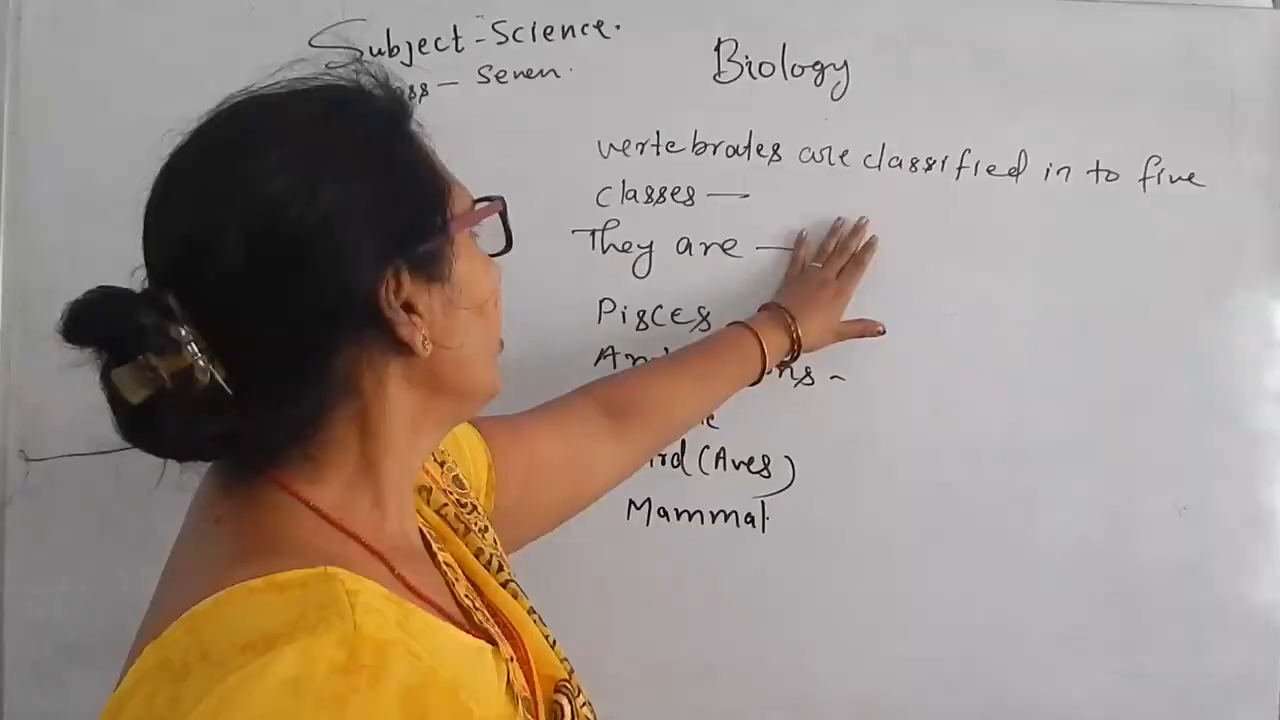 Subject - Science.
- Seven.
Biology
vertebrates are classified in to five
classes —
They are —
Pisces
(Aves)
Mammal.